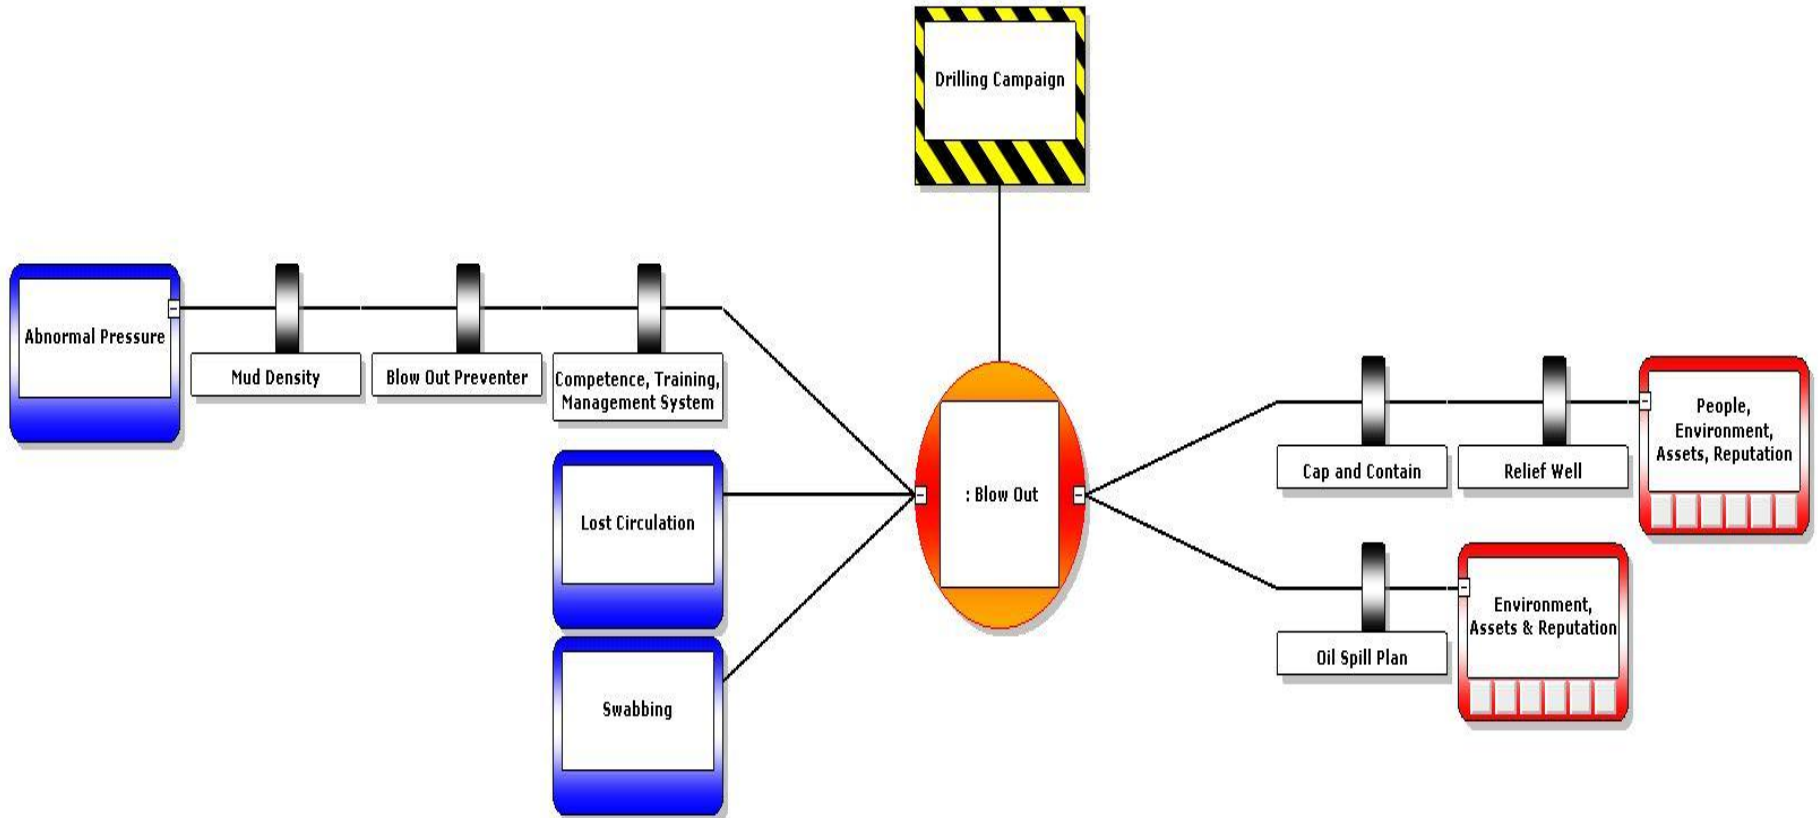 Drilling Campaign
Abnormal Pressure
Mud Density
Blow Out Preventer
Competence, Training,
Management System
Lost Circulation
Swabbing
: Blow Out
Cap and Contain
Relief Well
People,
Environment,
Assets, Reputation
Oil Spill Plan
Environment,
Assets & Reputation